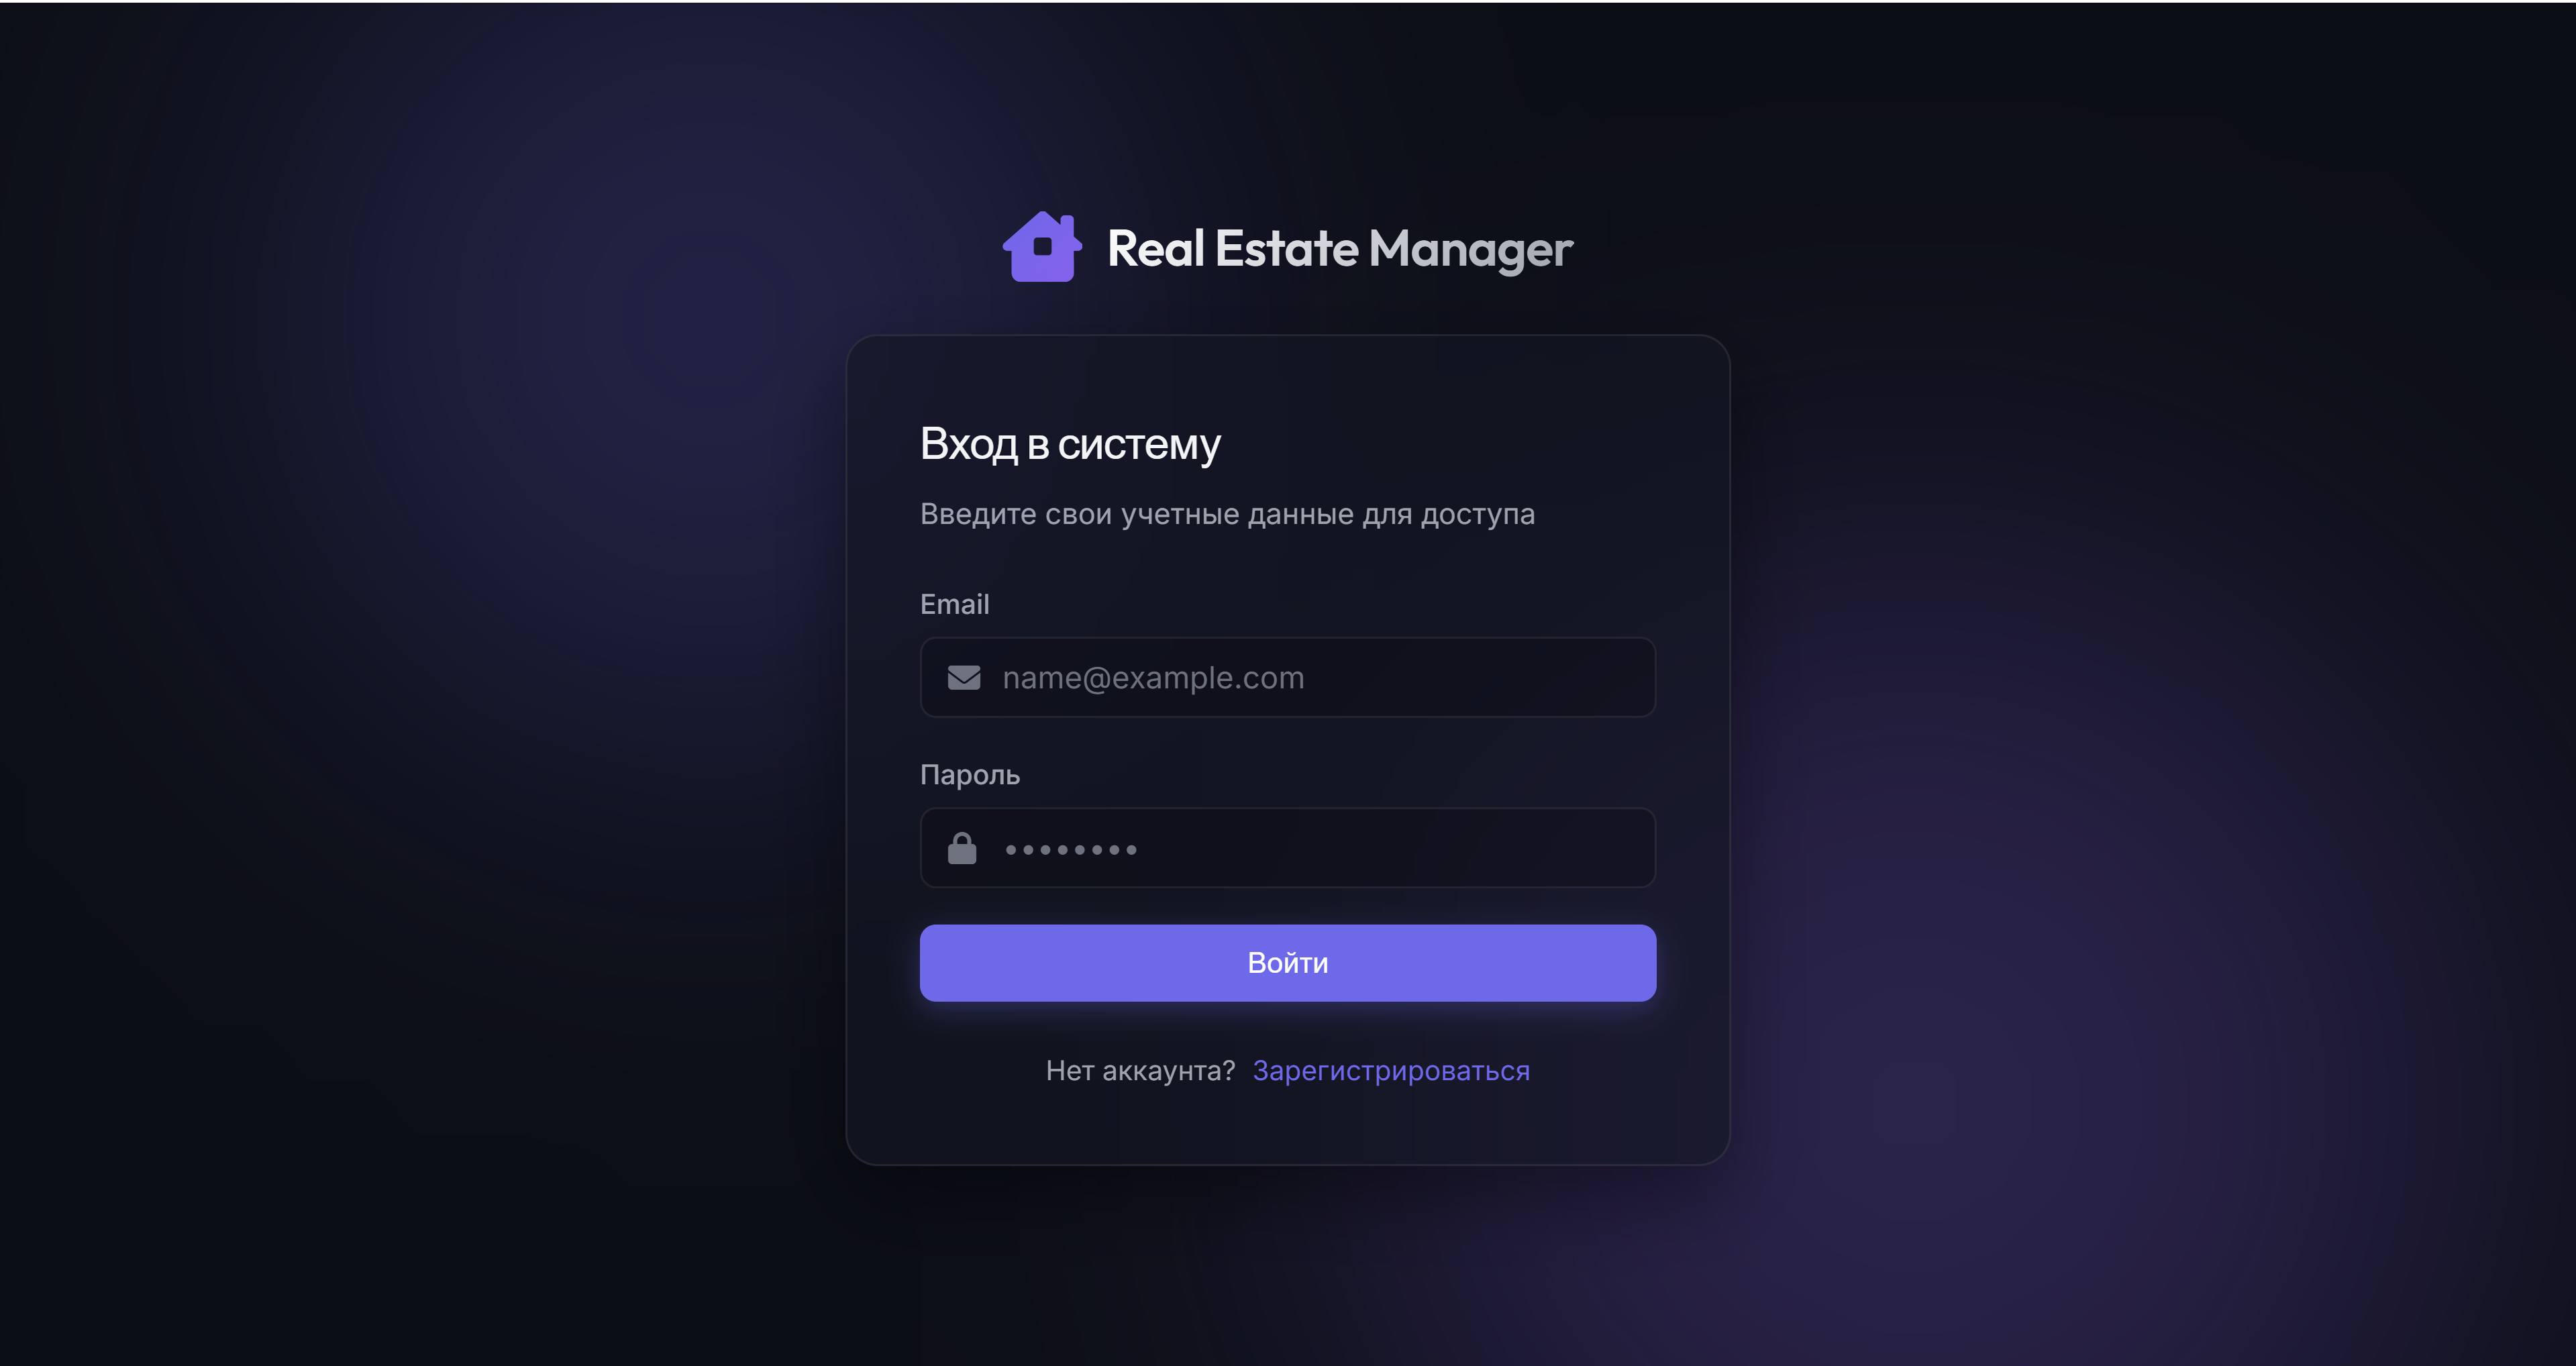 Real Estate Manager
Вход в систему
Введите свои учетные данные для доступа
Email
name@example.com
Пароль
••••••••
Войти
Нет аккаунта? Зарегистрироваться